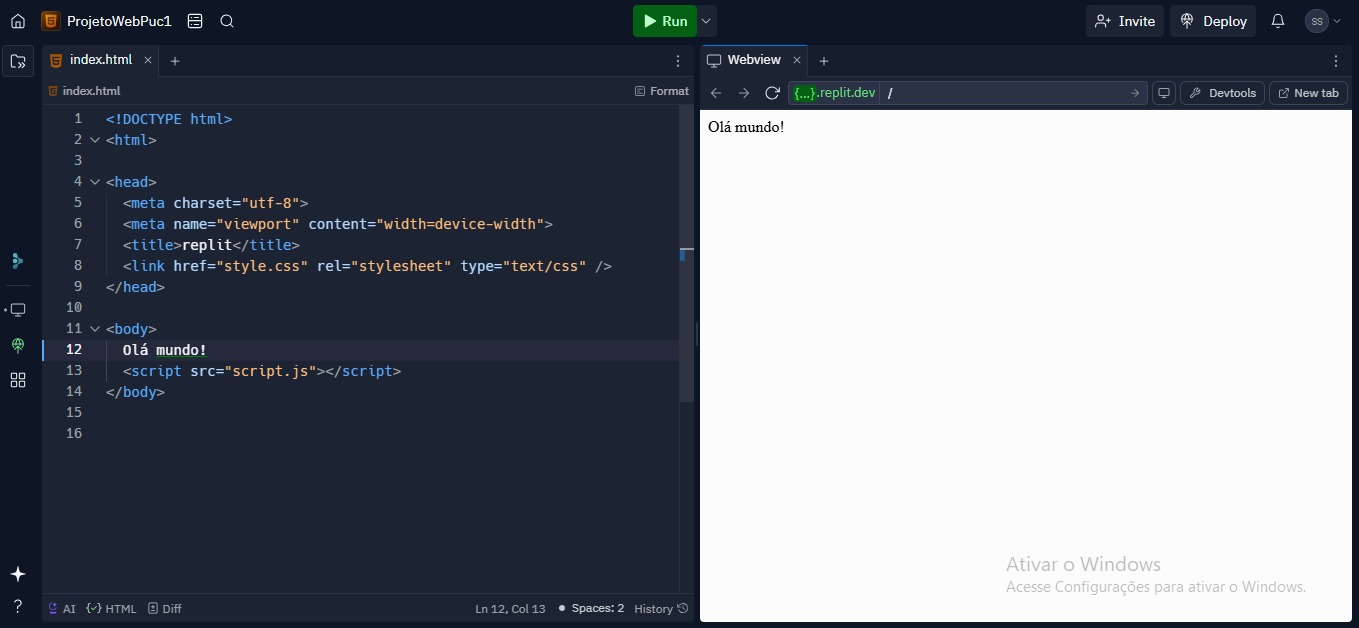 ProjetoWebPuc1
Run
Invite
Deploy
SS
index.html
index.html
Format
1 <!DOCTYPE html>
2 <html>
3
4 <head>
5 <meta charset="utf-8">
6 <meta name="viewport" content="width=device-width">
7 <title>replit</title>
8 <link href="style.css" rel="stylesheet" type="text/css" />
9 </head>
10
11 <body>
12 Olá mundo!
13 <script src="script.js"></script>
14 </body>
15
16
AI {✓} HTML Diff
Ln 12, Col 13 Spaces: 2 History
Webview
{...}.replit.dev /
Devtools
New tab
Olá mundo!
Ativar o Windows
Acesse Configurações para ativar o Windows.